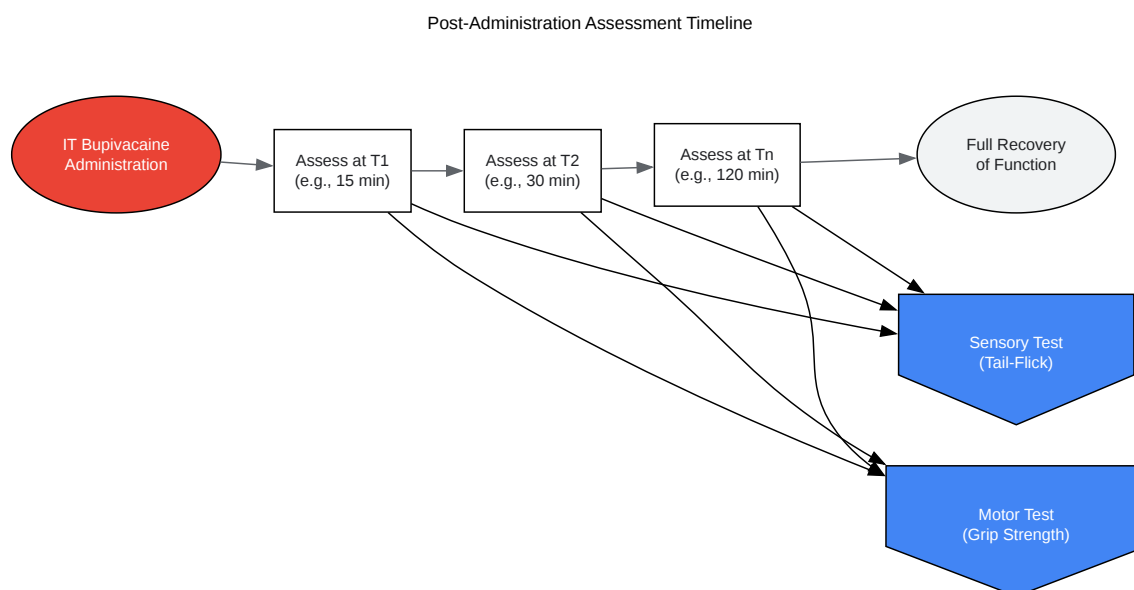 Post-Administration Assessment Timeline
IT Bupivacaine
Administration
Assess at T1
(e.g., 15 min)
Assess at T2
(e.g., 30 min)
Assess at Tn
(e.g., 120 min)
Full Recovery
of Function
Sensory Test
(Tail-Flick)
Motor Test
(Grip Strength)